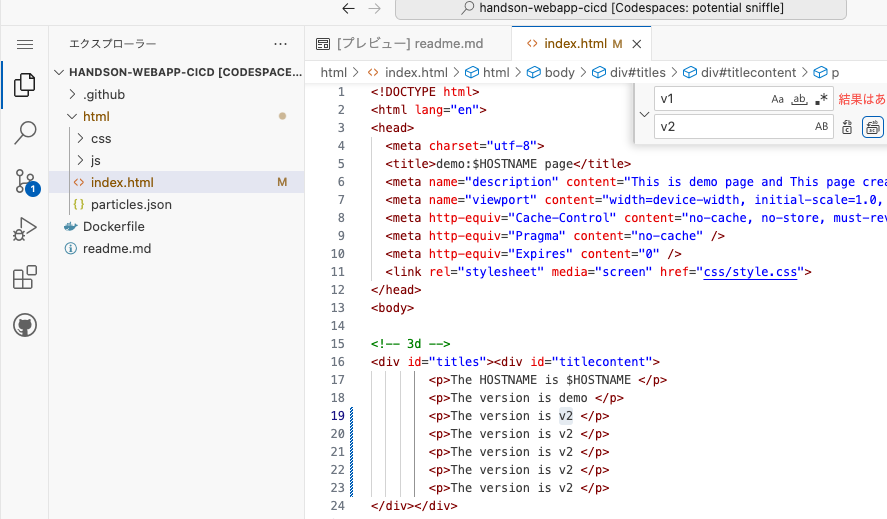 handson-webapp-cicd [Codespaces: potential sniffle]
エクスプローラー
[プレビュー] readme.md
index.html M
HANDSON-WEBAPP-CICD [CODESPACE...
.github
html
css
js
index.html M
particles.json
Dockerfile
readme.md
1
html > index.html > html > body > div#titles > div#titlecontent > p
v1 Aa ab 結果はあ
v2 AB
1 <!DOCTYPE html>
2 <html lang="en">
3 <head>
4 <meta charset="utf-8">
5 <title>demo:$HOSTNAME page</title>
6 <meta name="description" content="This is demo page and This page crea
7 <meta name="viewport" content="width=device-width, initial-scale=1.0,
8 <meta http-equiv="Cache-Control" content="no-cache, no-store, must-rev
9 <meta http-equiv="Pragma" content="no-cache" />
10 <meta http-equiv="Expires" content="0" />
11 <link rel="stylesheet" media="screen" href="css/style.css">
12 </head>
13 <body>
14
15 <!-- 3d -->
16 <div id="titles"><div id="titlecontent">
17 <p>The HOSTNAME is $HOSTNAME </p>
18 <p>The version is demo </p>
19 <p>The version is v2 </p>
20 <p>The version is v2 </p>
21 <p>The version is v2 </p>
22 <p>The version is v2 </p>
23 <p>The version is v2 </p>
24 </div></div>